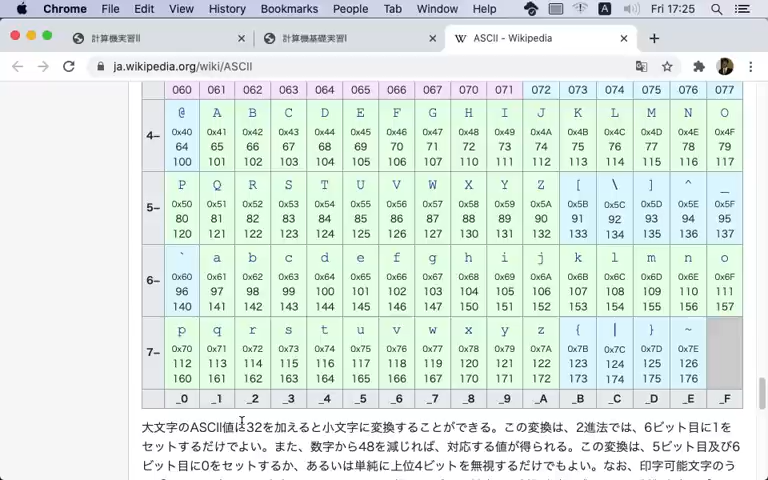 Chrome File Edit View History Bookmarks People Tab Window Help Fri 17:25
計算機実習II 計算機基礎実習I ASCII - Wikipedia
ja.wikipedia.org/wiki/ASCII
060 061 062 063 064 065 066 067 070 071 072 073 074 075 076 077
@ A B C D E F G H I J K L M N O
0x40 0x41 0x42 0x43 0x44 0x45 0x46 0x47 0x48 0x49 0x4A 0x4B 0x4C 0x4D 0x4E 0x4F
4– 64 65 66 67 68 69 70 71 72 73 74 75 76 77 78 79
100 101 102 103 104 105 106 107 110 111 112 113 114 115 116 117
P Q R S T U V W X Y Z [ \ ] ^ _
0x50 0x51 0x52 0x53 0x54 0x55 0x56 0x57 0x58 0x59 0x5A 0x5B 0x5C 0x5D 0x5E 0x5F
5– 80 81 82 83 84 85 86 87 88 89 90 91 92 93 94 95
120 121 122 123 124 125 126 127 130 131 132 133 134 135 136 137
` a b c d e f g h i j k l m n o
0x60 0x61 0x62 0x63 0x64 0x65 0x66 0x67 0x68 0x69 0x6A 0x6B 0x6C 0x6D 0x6E 0x6F
6– 96 97 98 99 100 101 102 103 104 105 106 107 108 109 110 111
140 141 142 143 144 145 146 147 150 151 152 153 154 155 156 157
p q r s t u v w x y z { | } ~
0x70 0x71 0x72 0x73 0x74 0x75 0x76 0x77 0x78 0x79 0x7A 0x7B 0x7C 0x7D 0x7E
7– 112 113 114 115 116 117 118 119 120 121 122 123 124 125 126
160 161 162 163 164 165 166 167 170 171 172 173 174 175 176
_0 _1 _2 _3 _4 _5 _6 _7 _8 _9 _A _B _C _D _E _F
大文字のASCII値に32を加えると小文字に変換することができる。この変換は、2進法では、6ビット目に1を
セットするだけでよい。また、数字から48を減じれば、対応する値が得られる。この変換は、5ビット目及び6
ビット目に0をセットするか、あるいは単純に上位4ビットを無視するだけでもよい。なお、印字可能文字のう